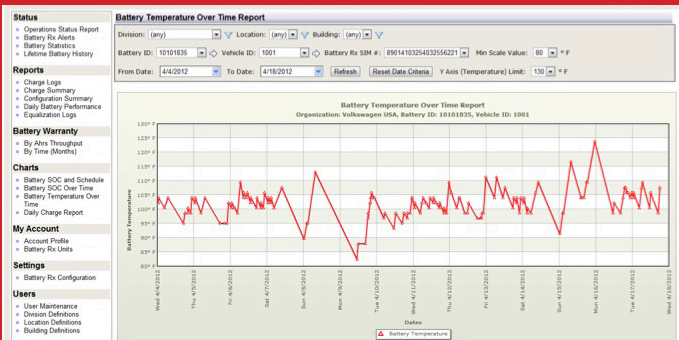 Status
Operations Status Report
Battery Rx Alerts
Battery Statistics
Lifetime Battery History
Reports
Charge Logs
Charge Summary
Configuration Summary
Daily Battery Performance
Equalization Logs
Battery Warranty
By Ahrs Throughput
By Time (Months)
Charts
Battery SOC and Schedule
Battery SOC Over Time
Battery Temperature Over
Time
Daily Charge Report
My Account
Account Profile
Battery Rx Units
Settings
Battery Rx Configuration
Users
User Maintenance
Division Definitions
Location Definitions
Building Definitions
Battery Temperature Over Time Report
Division: (any) Location: (any) Building: (any)
Battery ID: 10101835 Vehicle ID: 1001 Battery Rx SIM #: 89014103254032556221 Min Scale Value: 80 ° F
From Date: 4/4/2012 To Date: 4/18/2012 Refresh Reset Date Criteria Y Axis (Temperature) Limit: 130 ° F
Battery Temperature Over Time Report
Organization: Volkswagen USA, Battery ID: 10101835, Vehicle ID: 1001
130° F
125° F
120° F
115° F
110° F
105° F
100° F
95° F
90° F
85° F
80° F
Battery Temperature
Wed 4/4/2012
Thu 4/5/2012
Fri 4/6/2012
Sat 4/7/2012
Sun 4/8/2012
Mon 4/9/2012
Tue 4/10/2012
Wed 4/11/2012
Thu 4/12/2012
Fri 4/13/2012
Sat 4/14/2012
Sun 4/15/2012
Mon 4/16/2012
Tue 4/17/2012
Wed 4/18/2012
Dates
Battery Temperature